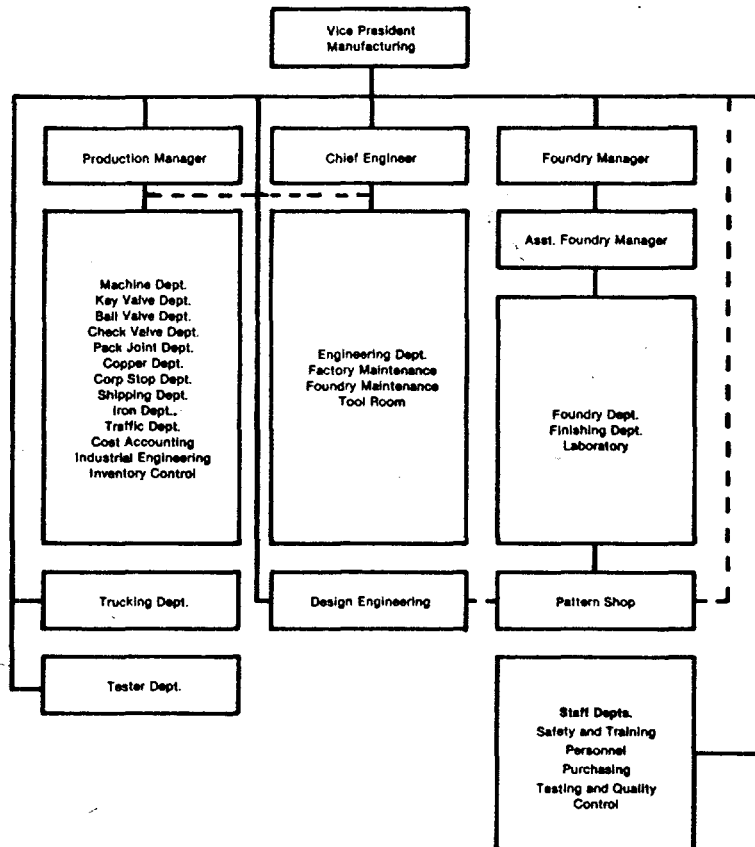 Vice President
Manufacturing
Production Manager
Chief Engineer
Foundry Manager
Asst. Foundry Manager
Machine Dept.
Key Valve Dept.
Ball Valve Dept.
Check Valve Dept.
Pack Joint Dept.
Copper Dept.
Corp Stop Dept.
Shipping Dept.
Iron Dept..
Traffic Dept.
Cost Accounting
Industrial Engineering
Inventory Control
Engineering Dept.
Factory Maintenance
Foundry Maintenance
Tool Room
Foundry Dept.
Finishing Dept.
Laboratory
Trucking Dept.
Design Engineering
Pattern Shop
Tester Dept.
Staff Depts.
Safety and Training
Personnel
Purchasing
Testing and Quality
Control